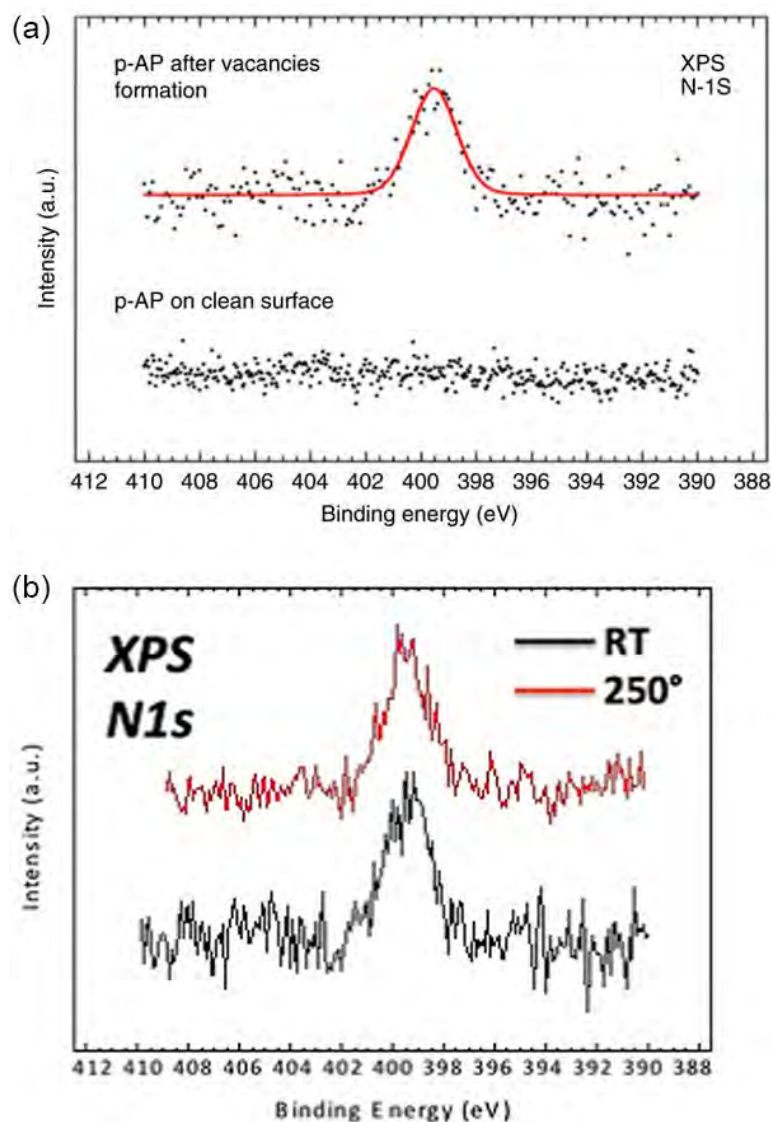 (a)
p-AP after vacancies
formation
XPS
N-1S
Intensity (a.u.)
p-AP on clean surface
412 410 408 406 404 402 400 398 396 394 392 390 388
Binding energy (eV)
(b)
XPS
N1s
RT
250°
Intensity (a.u.)
412 410 408 406 404 402 400 398 396 394 392 390 388
Binding Energy (eV)